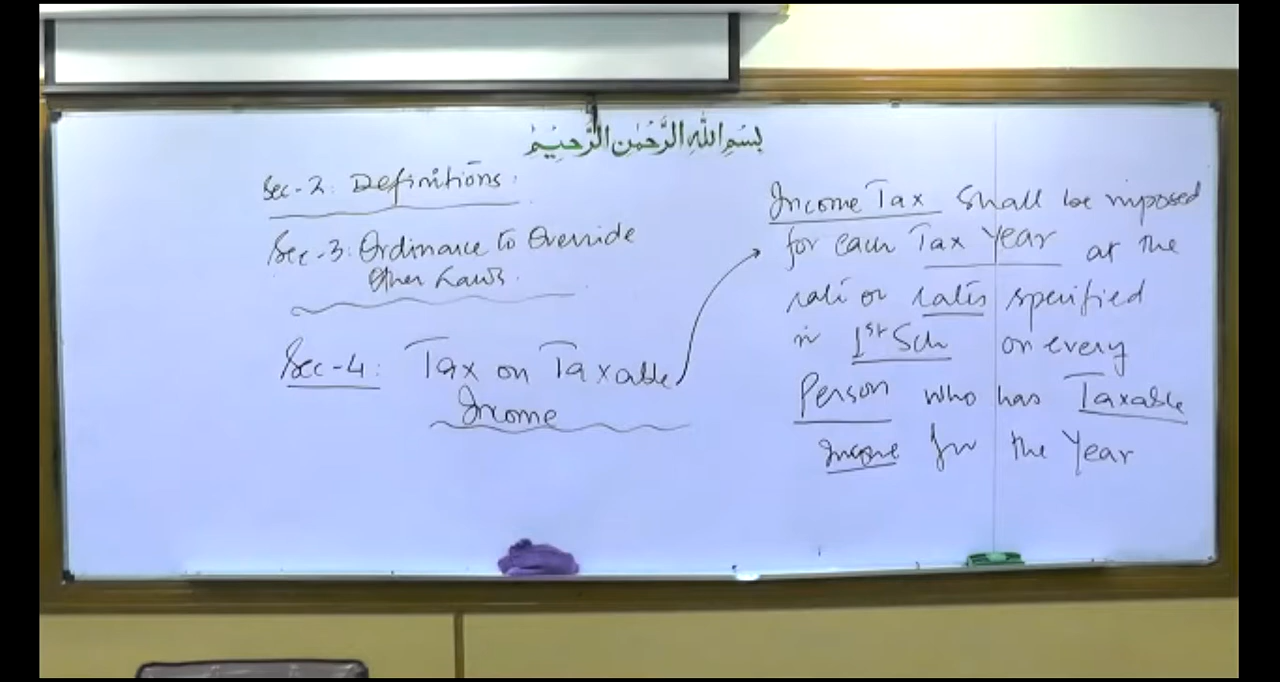 بِسْمِ اللهِ الرَّحْمٰنِ الرَّحِيْمِ
Sec-2: Definitions.
Sec-3: Ordinance to Override
Other Laws.
Sec-4: Tax on Taxable
Income
Income Tax shall be imposed
for each Tax Year at the
rate or rates specified
in 1st Sch on every
Person who has Taxable
Income for the Year